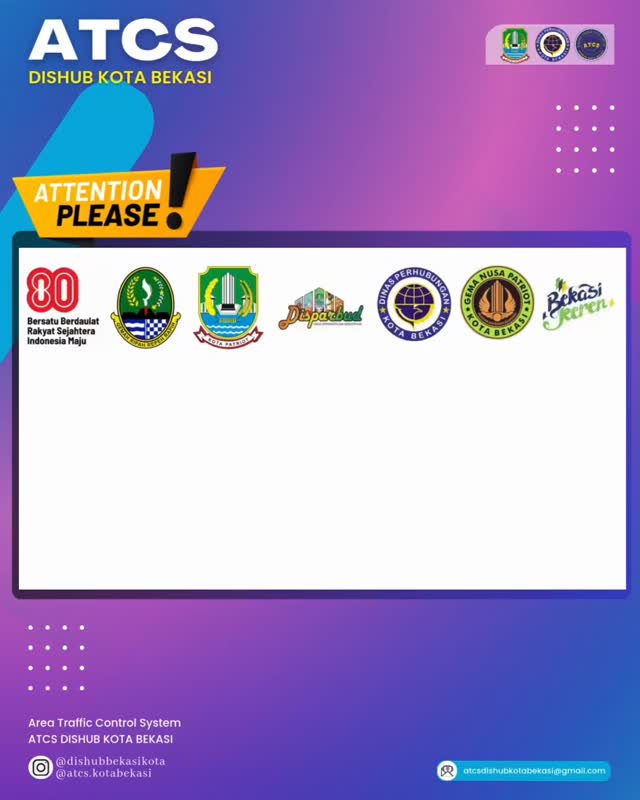 ATCS
DISHUB KOTA BEKASI
ATCS
ATTENTION
PLEASE!
80
Bersatu Berdaulat
Rakyat Sejahtera
Indonesia Maju
KOTA PATRIOT
Disparbud
DINAS PERHUBUNGAN
KOTA BEKASI
GEMA NUSA PATRIOT
KOTA BEKASI
Bekasi
Keren
Area Traffic Control System
ATCS DISHUB KOTA BEKASI
@dishubbekasikota
@atcs.kotabekasi
atcsdishubkotabekasi@gmail.com